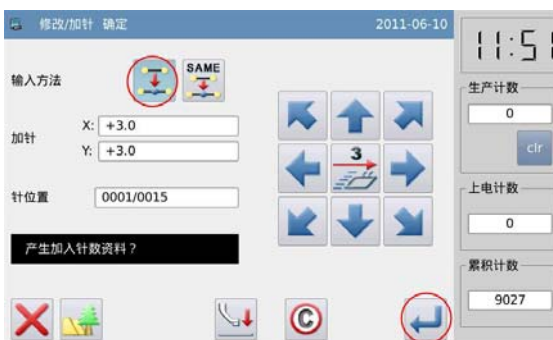 修改/加针 确定 2011-06-10
11:51
输入方法 SAME
生产计数
0
clr
加针 X: +3.0
Y: +3.0
3
针位置 0001/0015
上电计数
0
产生加入针数资料？
累积计数
9027
C